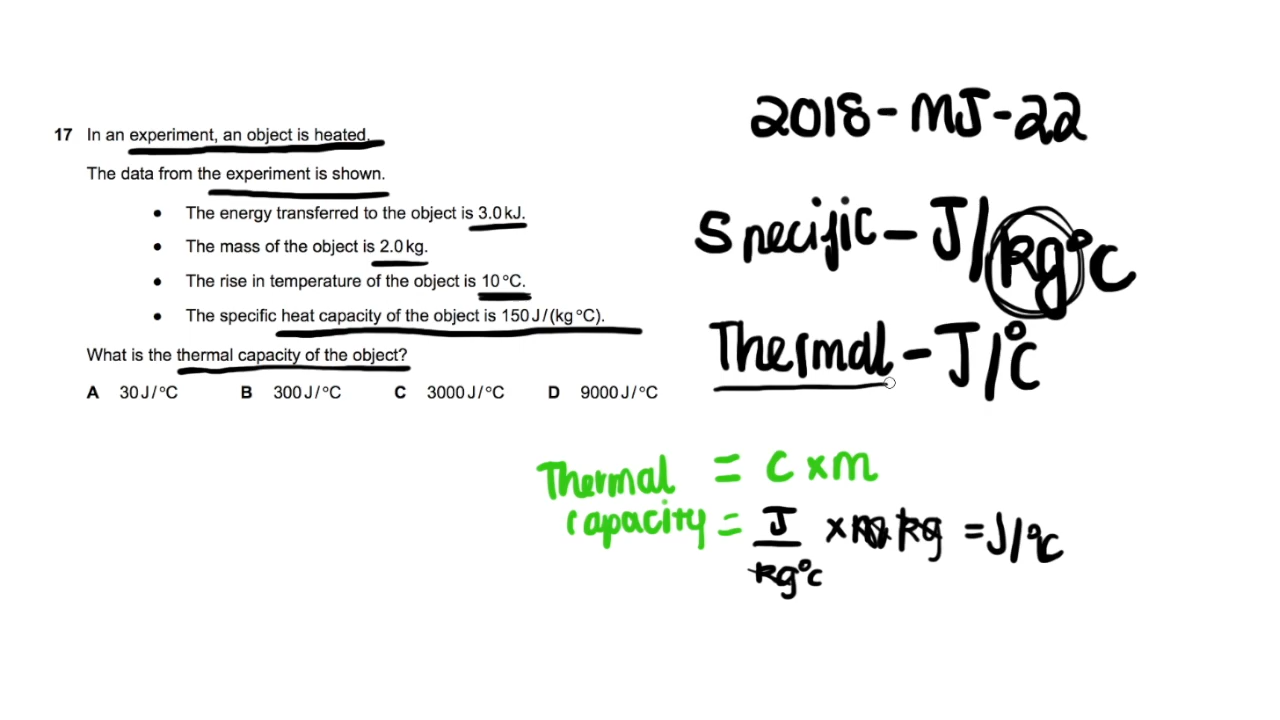 17 In an experiment, an object is heated.
The data from the experiment is shown.
• The energy transferred to the object is 3.0 kJ.
• The mass of the object is 2.0 kg.
• The rise in temperature of the object is 10 °C.
• The specific heat capacity of the object is 150 J/(kg °C).
What is the thermal capacity of the object?
A 30 J/°C B 300 J/°C C 3000 J/°C D 9000 J/°C
2018-MJ-22
Specific - J/kg°C
Thermal - J/°C
Thermal = C x m
capacity = J/kg°C x kg = J/°C